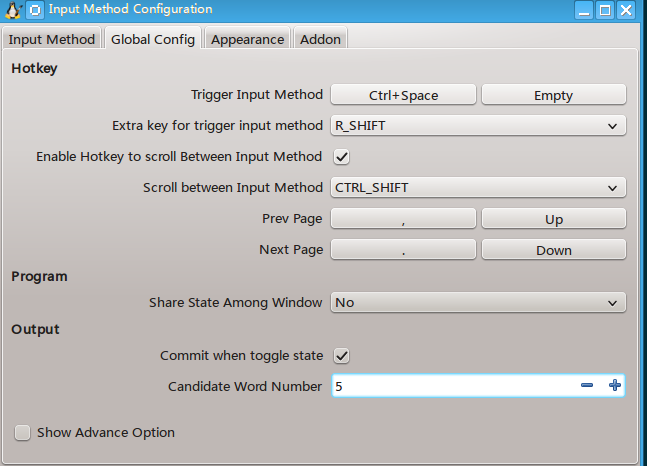 Input Method Configuration
Input Method Global Config Appearance Addon
Hotkey
Trigger Input Method Ctrl+Space Empty
Extra key for trigger input method R_SHIFT
Enable Hotkey to scroll Between Input Method
Scroll between Input Method CTRL_SHIFT
Prev Page , Up
Next Page . Down
Program
Share State Among Window No
Output
Commit when toggle state
Candidate Word Number 5
Show Advance Option